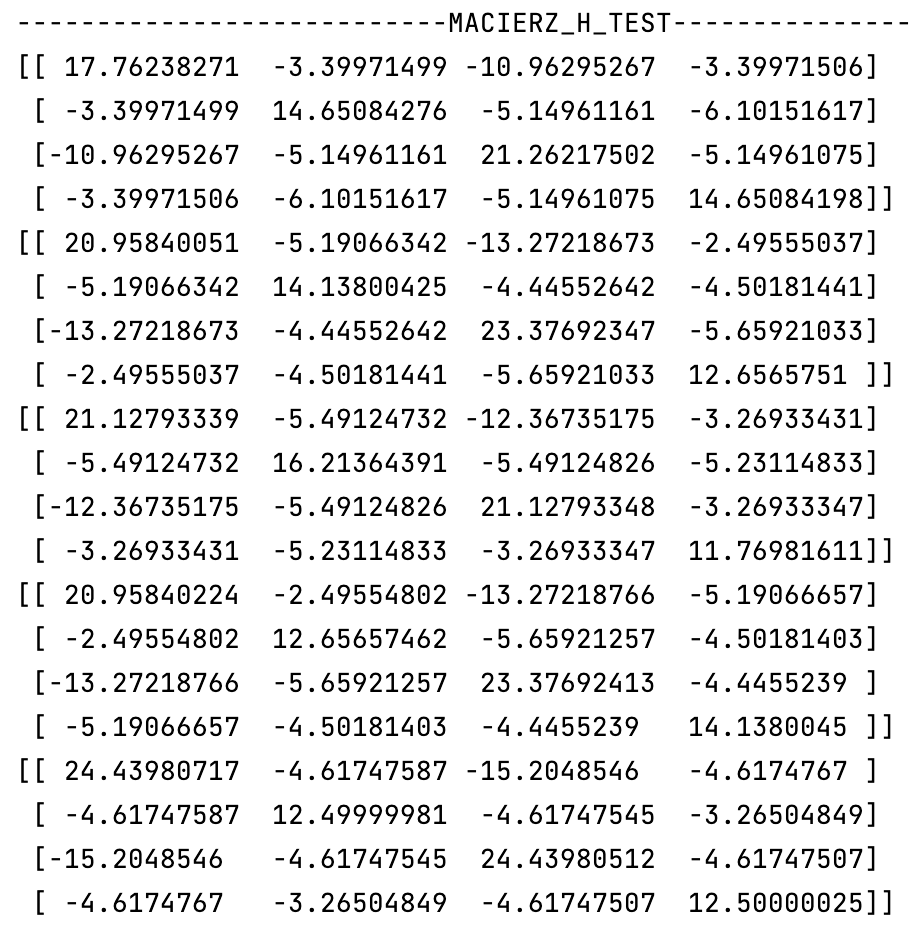 ---------------------------MACIERZ_H_TEST---------------
[[ 17.76238271  -3.39971499 -10.96295267  -3.39971506]
 [ -3.39971499  14.65084276  -5.14961161  -6.10151617]
 [-10.96295267  -5.14961161  21.26217502  -5.14961075]
 [ -3.39971506  -6.10151617  -5.14961075  14.65084198]]
[[ 20.95840051  -5.19066342 -13.27218673  -2.49555037]
 [ -5.19066342  14.13800425  -4.44552642  -4.50181441]
 [-13.27218673  -4.44552642  23.37692347  -5.65921033]
 [ -2.49555037  -4.50181441  -5.65921033  12.6565751 ]]
[[ 21.12793339  -5.49124732 -12.36735175  -3.26933431]
 [ -5.49124732  16.21364391  -5.49124826  -5.23114833]
 [-12.36735175  -5.49124826  21.12793348  -3.26933347]
 [ -3.26933431  -5.23114833  -3.26933347  11.76981611]]
[[ 20.95840224  -2.49554802 -13.27218766  -5.19066657]
 [ -2.49554802  12.65657462  -5.65921257  -4.50181403]
 [-13.27218766  -5.65921257  23.37692413  -4.4455239 ]
 [ -5.19066657  -4.50181403  -4.4455239   14.1380045 ]]
[[ 24.43980717  -4.61747587 -15.2048546   -4.6174767 ]
 [ -4.61747587  12.49999981  -4.61747545  -3.26504849]
 [-15.2048546   -4.61747545  24.43980512  -4.61747507]
 [ -4.6174767   -3.26504849  -4.61747507  12.50000025]]